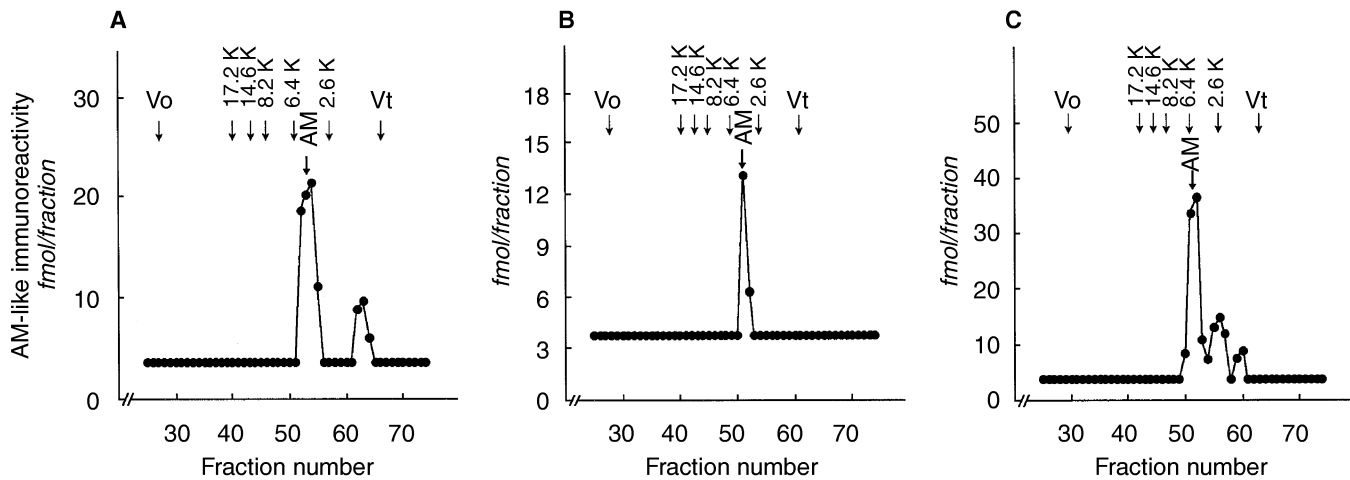 A
AM-like immunoreactivity
fmol/fraction
30
20
10
0
Vo
17.2 K
14.6 K
8.2 K
6.4 K
AM
2.6 K
Vt
30 40 50 60 70
Fraction number
B
fmol/fraction
18
15
12
9
6
3
0
Vo
17.2 K
14.6 K
8.2 K
6.4 K
AM
2.6 K
Vt
30 40 50 60 70
Fraction number
C
fmol/fraction
50
40
30
20
10
0
Vo
17.2 K
14.6 K
8.2 K
6.4 K
AM
2.6 K
Vt
30 40 50 60 70
Fraction number